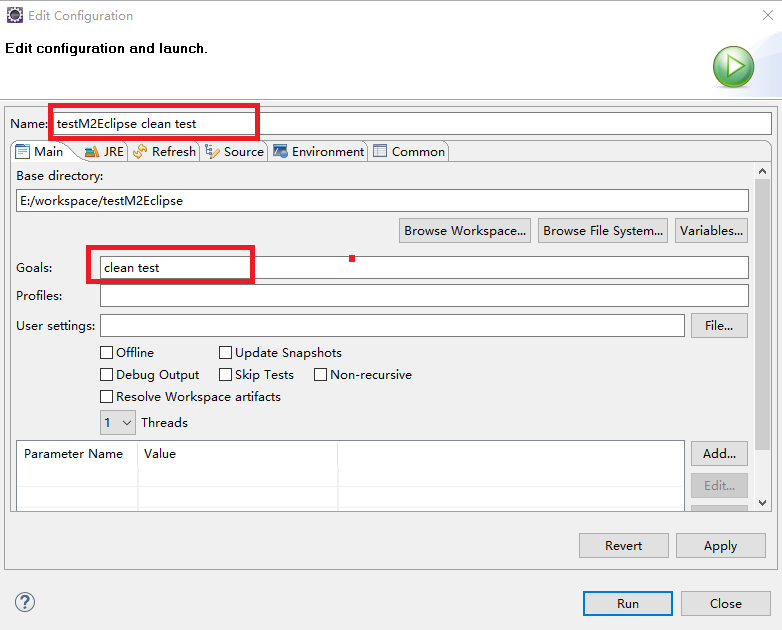 Edit Configuration
Edit configuration and launch.
Name: testM2Eclipse clean test
Main JRE Refresh Source Environment Common
Base directory:
E:/workspace/testM2Eclipse
Browse Workspace... Browse File System... Variables...
Goals: clean test
Profiles:
User settings: File...
Offline Update Snapshots
Debug Output Skip Tests Non-recursive
Resolve Workspace artifacts
1 Threads
Parameter Name Value Add...
Edit...
Revert Apply
? Run Close